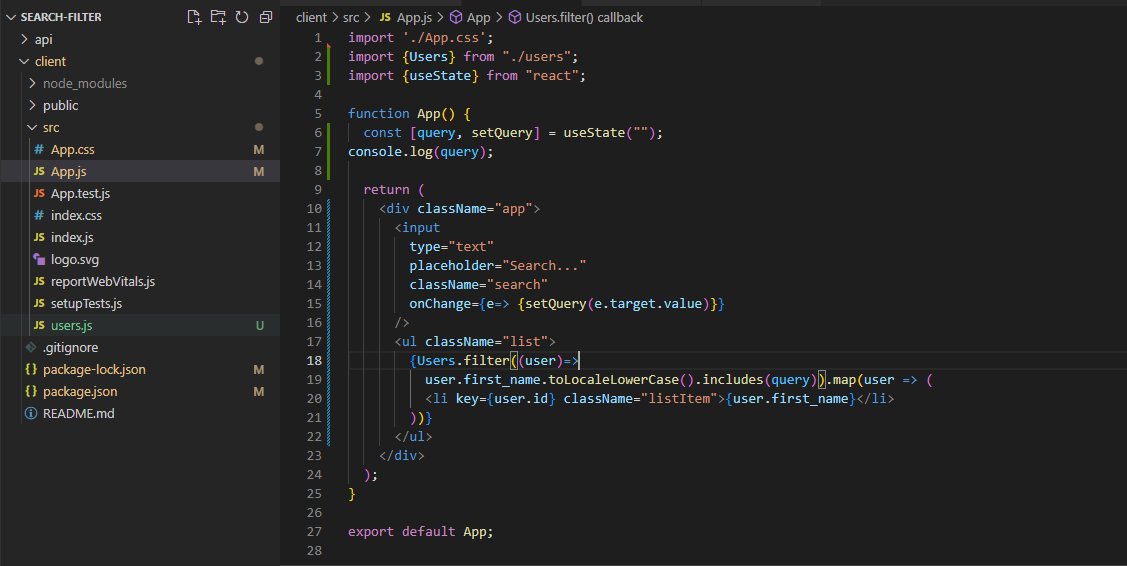 SEARCH-FILTER
api
client
node_modules
public
src
# App.css M
JS App.js M
JS App.test.js
# index.css
JS index.js
logo.svg
JS reportWebVitals.js
JS setupTests.js
JS users.js U
.gitignore
{} package-lock.json M
{} package.json M
README.md
client > src > JS App.js > App > Users.filter() callback
1 import './App.css';
2 import {Users} from "./users";
3 import {useState} from "react";
4
5 function App() {
6   const [query, setQuery] = useState("");
7 console.log(query);
8
9   return (
10     <div className="app">
11       <input
12         type="text"
13         placeholder="Search..."
14         className="search"
15         onChange={e=> {setQuery(e.target.value)}}
16       />
17       <ul className="list">
18         {Users.filter((user)=>
19           user.first_name.toLocaleLowerCase().includes(query)).map(user => (
20           <li key={user.id} className="listItem">{user.first_name}</li>
21         ))}
22       </ul>
23     </div>
24   );
25 }
26
27 export default App;
28